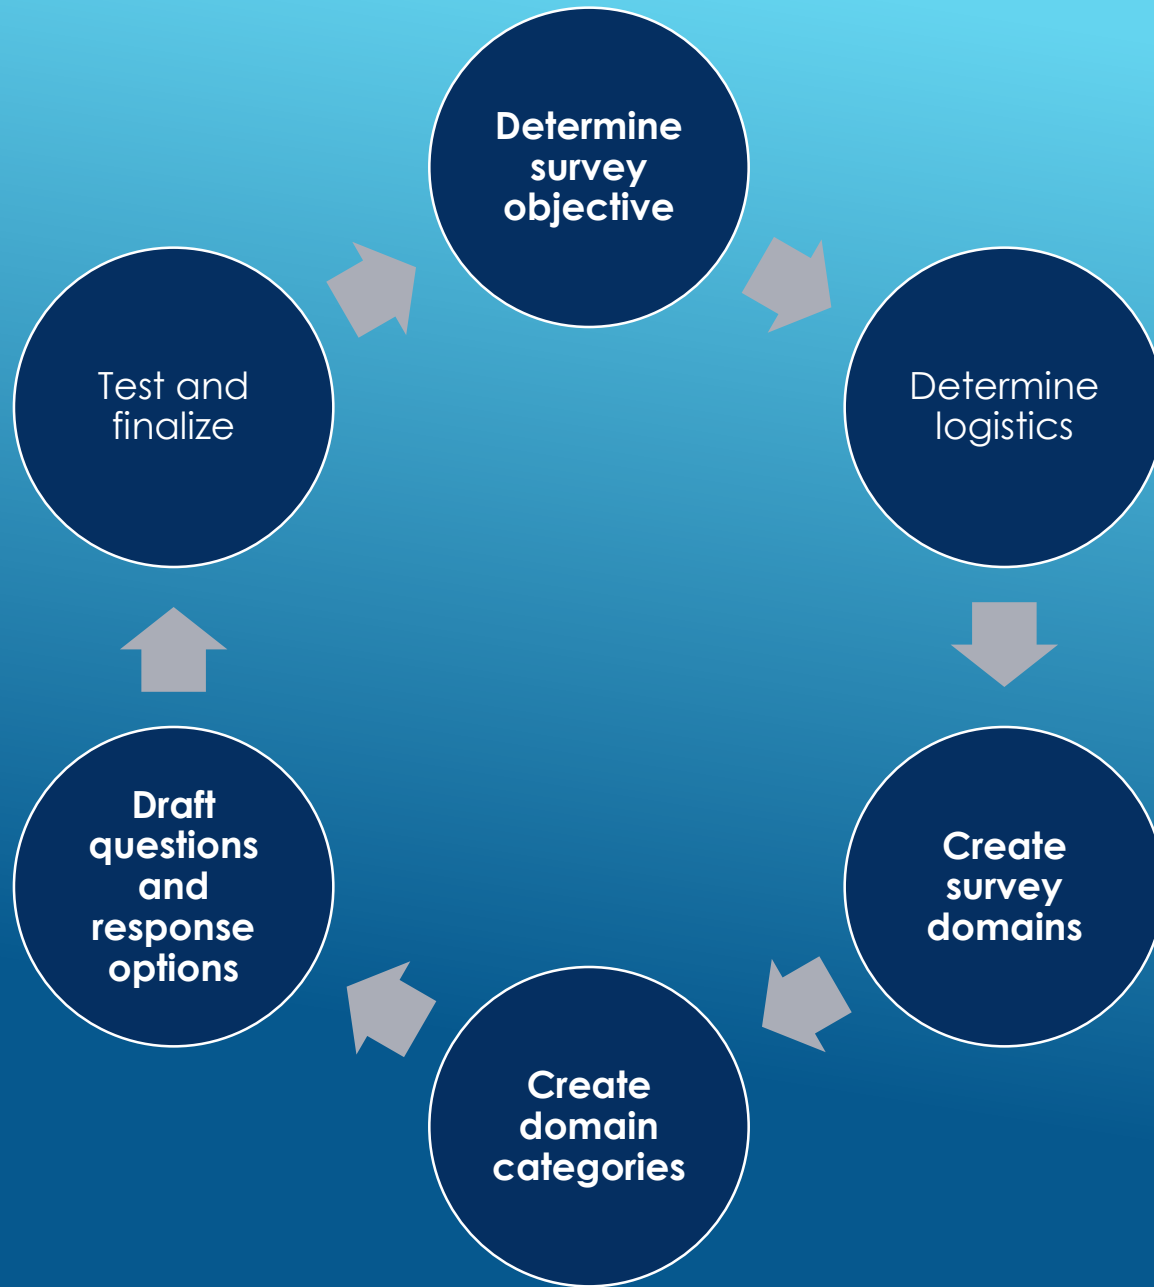 Determine
survey
objective
Determine
logistics
Create
survey
domains
Create
domain
categories
Draft
questions
and
response
options
Test and
finalize